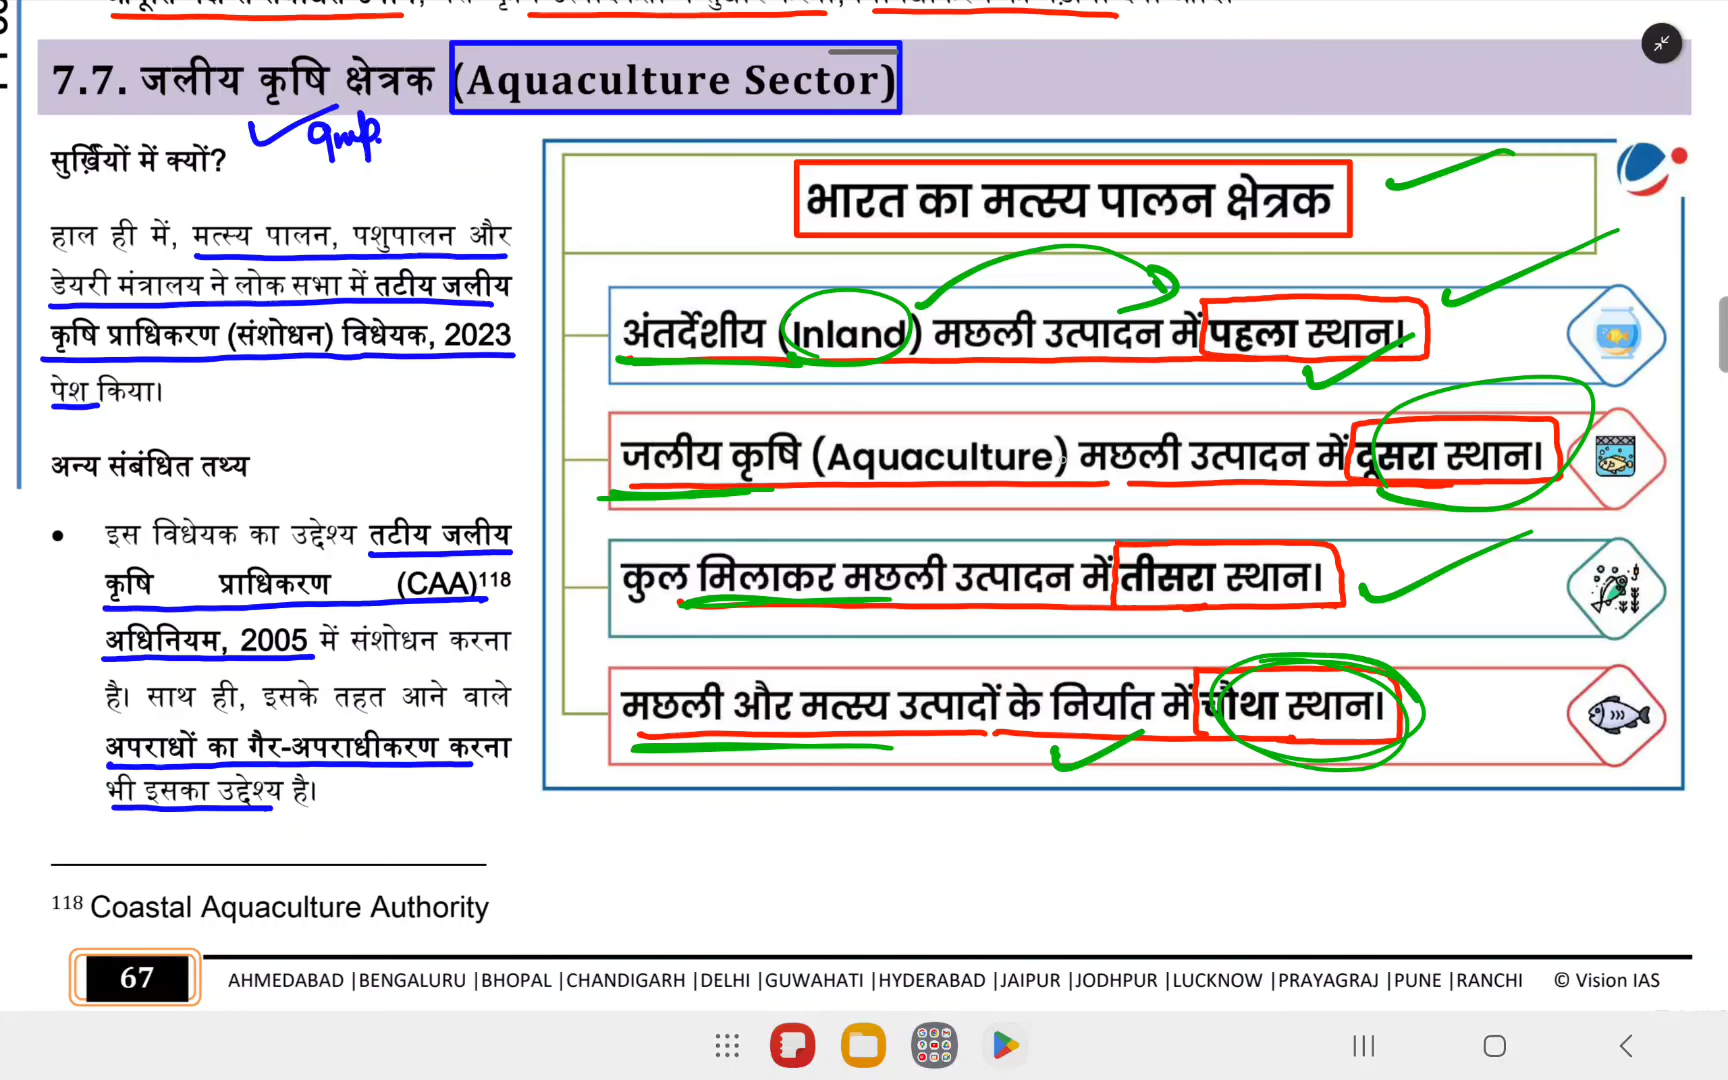 7.7. जलीय कृषि क्षेत्रक (Aquaculture Sector)
Imp.
सुर्ख़ियों में क्यों?
हाल ही में, मत्स्य पालन, पशुपालन और
डेयरी मंत्रालय ने लोक सभा में तटीय जलीय
कृषि प्राधिकरण (संशोधन) विधेयक, 2023
पेश किया।
अन्य संबंधित तथ्य
• इस विधेयक का उद्देश्य तटीय जलीय
कृषि प्राधिकरण (CAA)118
अधिनियम, 2005 में संशोधन करना
है। साथ ही, इसके तहत आने वाले
अपराधों का गैर-अपराधीकरण करना
भी इसका उद्देश्य है।
भारत का मत्स्य पालन क्षेत्रक
अंतर्देशीय (Inland) मछली उत्पादन में पहला स्थान।
जलीय कृषि (Aquaculture) मछली उत्पादन में दूसरा स्थान।
कुल मिलाकर मछली उत्पादन में तीसरा स्थान।
मछली और मत्स्य उत्पादों के निर्यात में चौथा स्थान।
118 Coastal Aquaculture Authority
67 AHMEDABAD |BENGALURU |BHOPAL |CHANDIGARH |DELHI |GUWAHATI |HYDERABAD |JAIPUR |JODHPUR |LUCKNOW |PRAYAGRAJ |PUNE |RANCHI © Vision IAS